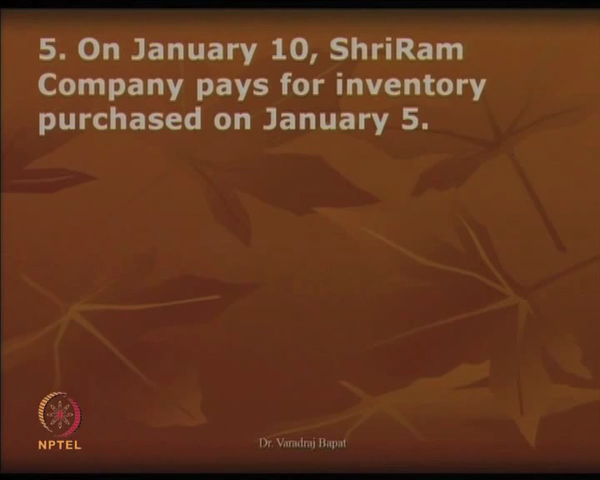 5. On January 10, ShriRam
Company pays for inventory
purchased on January 5.
NPTEL
Dr. Varadraj Bapat